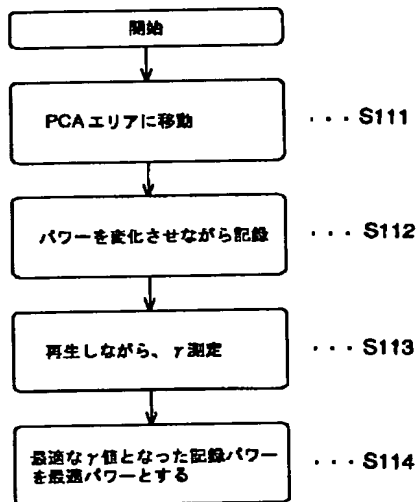 開始
PCAエリアに移動
・・・S111
パワーを変化させながら記録
・・・S112
再生しながら、γ測定
・・・S113
最適なγ値となった記録パワー
を最適パワーとする
・・・S114